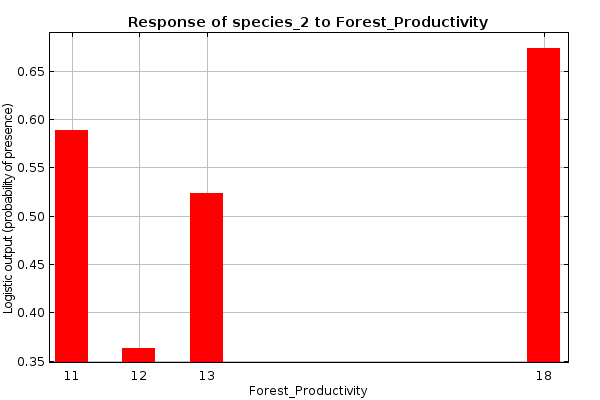 Response of species_2 to Forest_Productivity
Logistic output (probability of presence)
0.65
0.60
0.55
0.50
0.45
0.40
0.35
11 12 13 18
Forest_Productivity